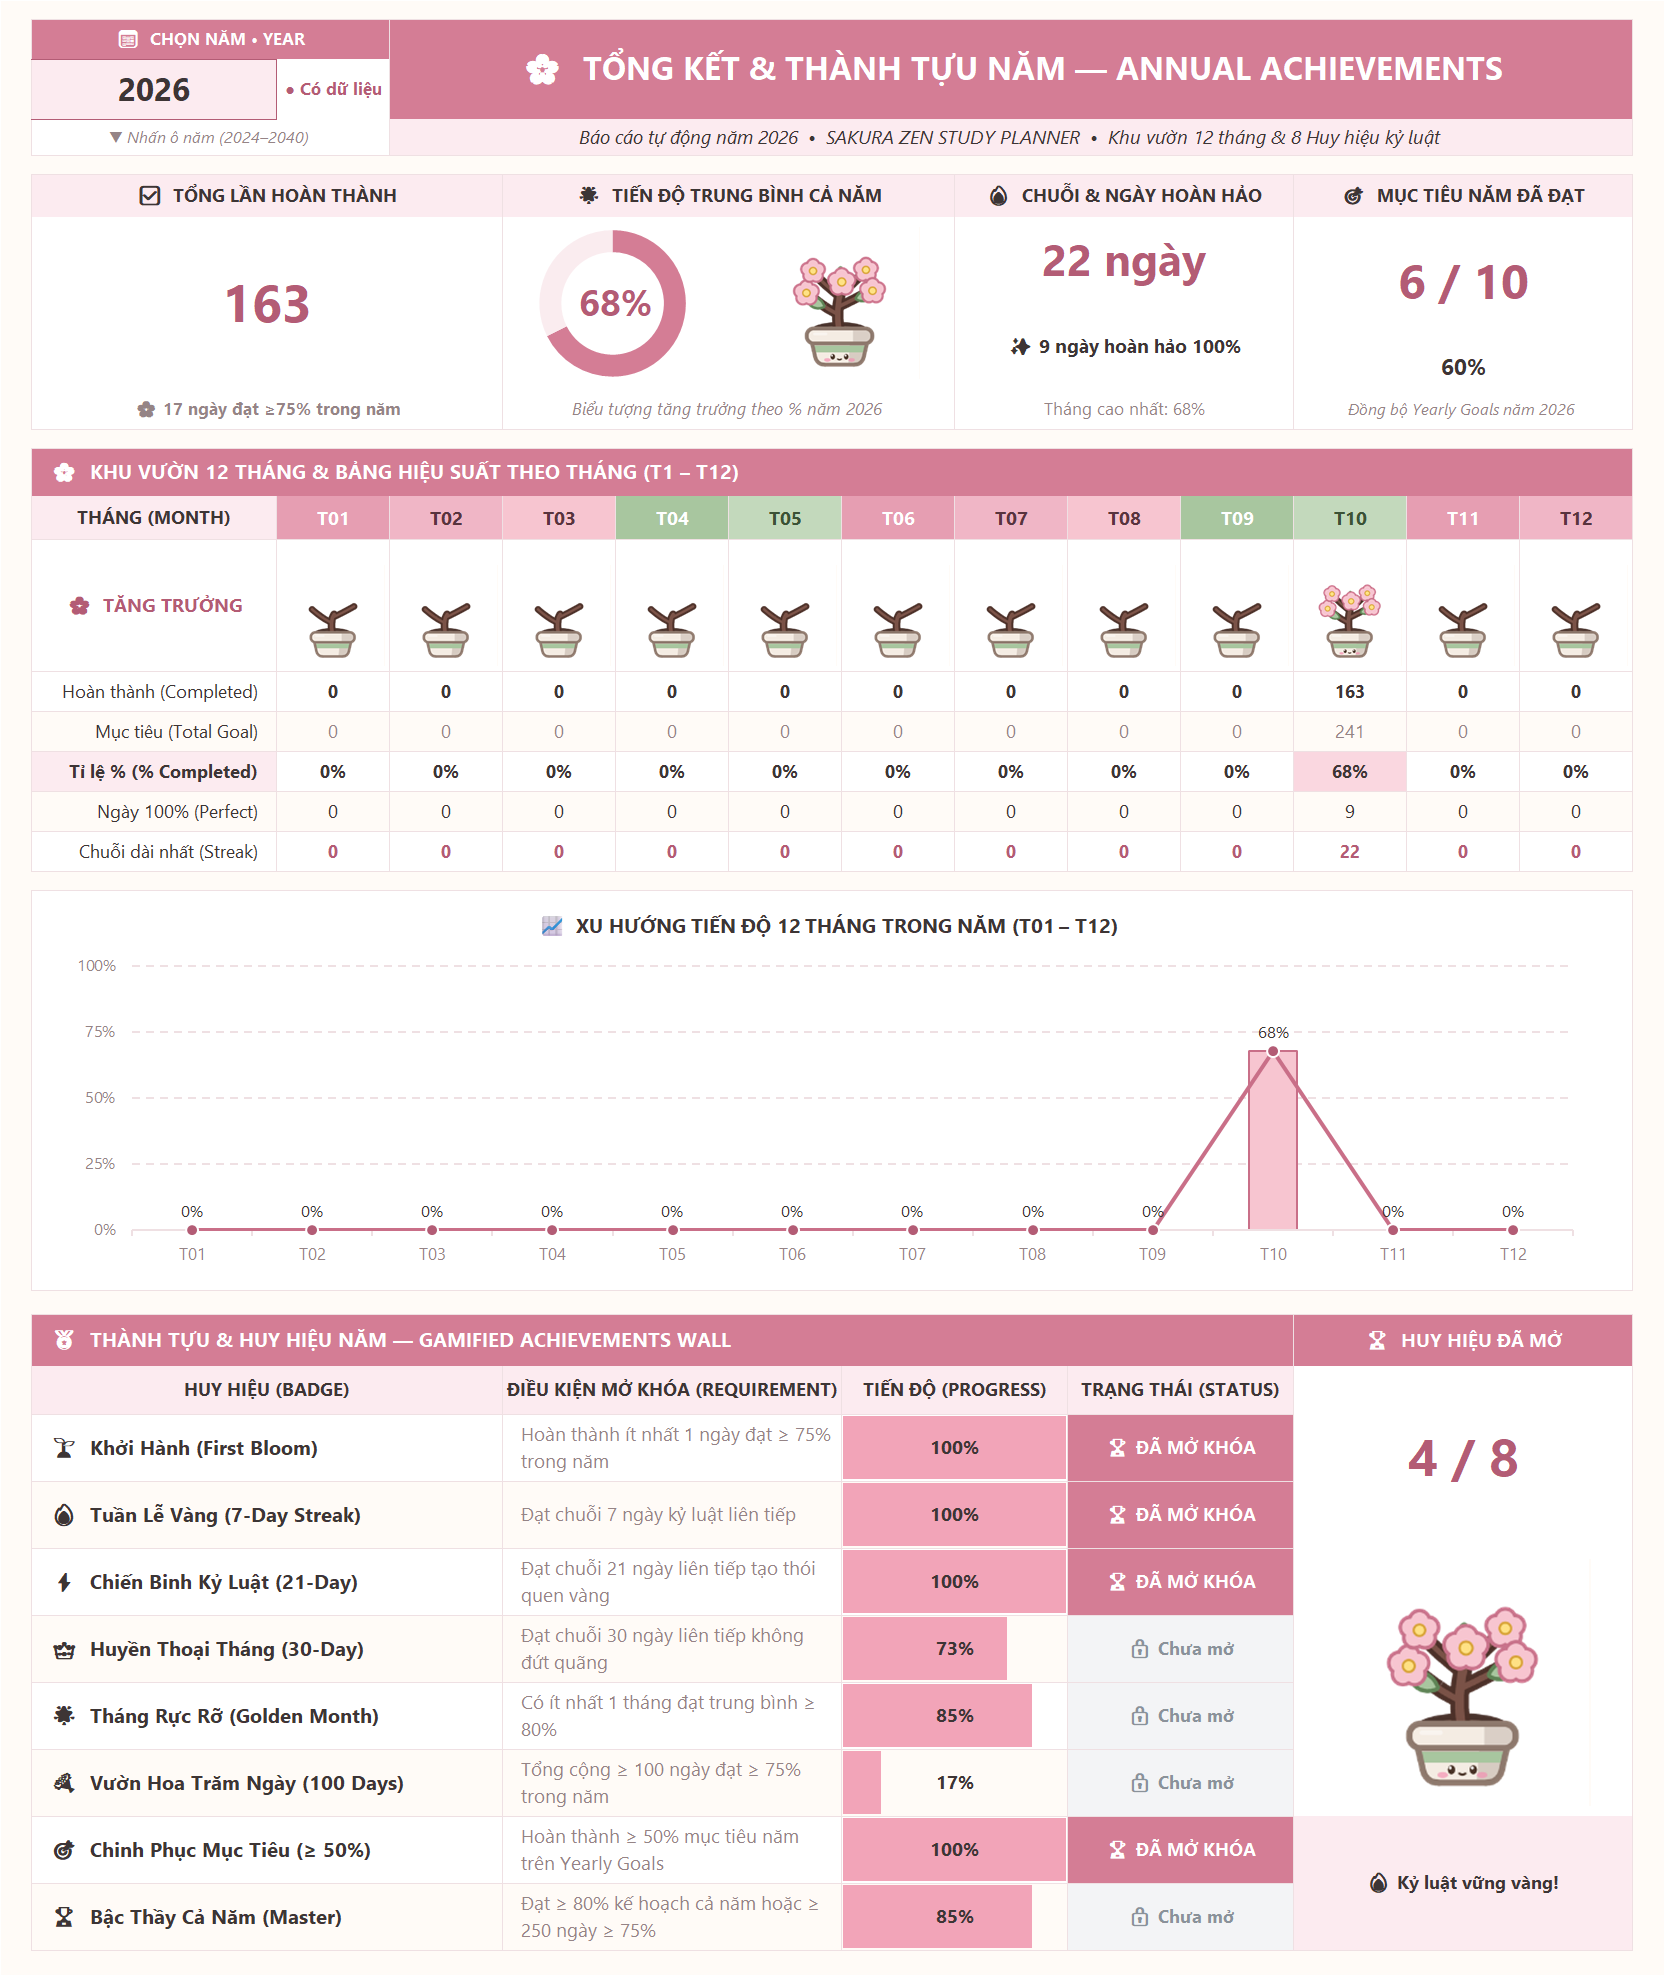 CHỌN NĂM • YEAR
2026
● Có dữ liệu
▼ Nhấn ô năm (2024–2040)
TỔNG KẾT & THÀNH TỰU NĂM — ANNUAL ACHIEVEMENTS
Báo cáo tự động năm 2026 • SAKURA ZEN STUDY PLANNER • Khu vườn 12 tháng & 8 Huy hiệu kỷ luật
TỔNG LẦN HOÀN THÀNH
163
17 ngày đạt ≥75% trong năm
TIẾN ĐỘ TRUNG BÌNH CẢ NĂM
68%
Biểu tượng tăng trưởng theo % năm 2026
CHUỖI & NGÀY HOÀN HẢO
22 ngày
9 ngày hoàn hảo 100%
Tháng cao nhất: 68%
MỤC TIÊU NĂM ĐÃ ĐẠT
6 / 10
60%
Đồng bộ Yearly Goals năm 2026
KHU VƯỜN 12 THÁNG & BẢNG HIỆU SUẤT THEO THÁNG (T1 – T12)
THÁNG (MONTH) T01 T02 T03 T04 T05 T06 T07 T08 T09 T10 T11 T12
TĂNG TRƯỞNG
Hoàn thành (Completed) 0 0 0 0 0 0 0 0 0 163 0 0
Mục tiêu (Total Goal) 0 0 0 0 0 0 0 0 0 241 0 0
Tỉ lệ % (% Completed) 0% 0% 0% 0% 0% 0% 0% 0% 0% 68% 0% 0%
Ngày 100% (Perfect) 0 0 0 0 0 0 0 0 0 9 0 0
Chuỗi dài nhất (Streak) 0 0 0 0 0 0 0 0 0 22 0 0
XU HƯỚNG TIẾN ĐỘ 12 THÁNG TRONG NĂM (T01 – T12)
100%
75%
68%
50%
25%
0% 0% 0% 0% 0% 0% 0% 0% 0% 0% 0%
0%
T01 T02 T03 T04 T05 T06 T07 T08 T09 T10 T11 T12
THÀNH TỰU & HUY HIỆU NĂM — GAMIFIED ACHIEVEMENTS WALL
HUY HIỆU ĐÃ MỞ
HUY HIỆU (BADGE) ĐIỀU KIỆN MỞ KHÓA (REQUIREMENT) TIẾN ĐỘ (PROGRESS) TRẠNG THÁI (STATUS)
Khởi Hành (First Bloom)
Hoàn thành ít nhất 1 ngày đạt ≥ 75%
trong năm
100%
ĐÃ MỞ KHÓA
Tuần Lễ Vàng (7-Day Streak)
Đạt chuỗi 7 ngày kỷ luật liên tiếp
100%
ĐÃ MỞ KHÓA
Chiến Binh Kỷ Luật (21-Day)
Đạt chuỗi 21 ngày liên tiếp tạo thói
quen vàng
100%
ĐÃ MỞ KHÓA
Huyền Thoại Tháng (30-Day)
Đạt chuỗi 30 ngày liên tiếp không
đứt quãng
73%
Chưa mở
Tháng Rực Rỡ (Golden Month)
Có ít nhất 1 tháng đạt trung bình ≥
80%
85%
Chưa mở
Vườn Hoa Trăm Ngày (100 Days)
Tổng cộng ≥ 100 ngày đạt ≥ 75%
trong năm
17%
Chưa mở
Chinh Phục Mục Tiêu (≥ 50%)
Hoàn thành ≥ 50% mục tiêu năm
trên Yearly Goals
100%
ĐÃ MỞ KHÓA
Bậc Thầy Cả Năm (Master)
Đạt ≥ 80% kế hoạch cả năm hoặc ≥
250 ngày ≥ 75%
85%
Chưa mở
4 / 8
Kỷ luật vững vàng!